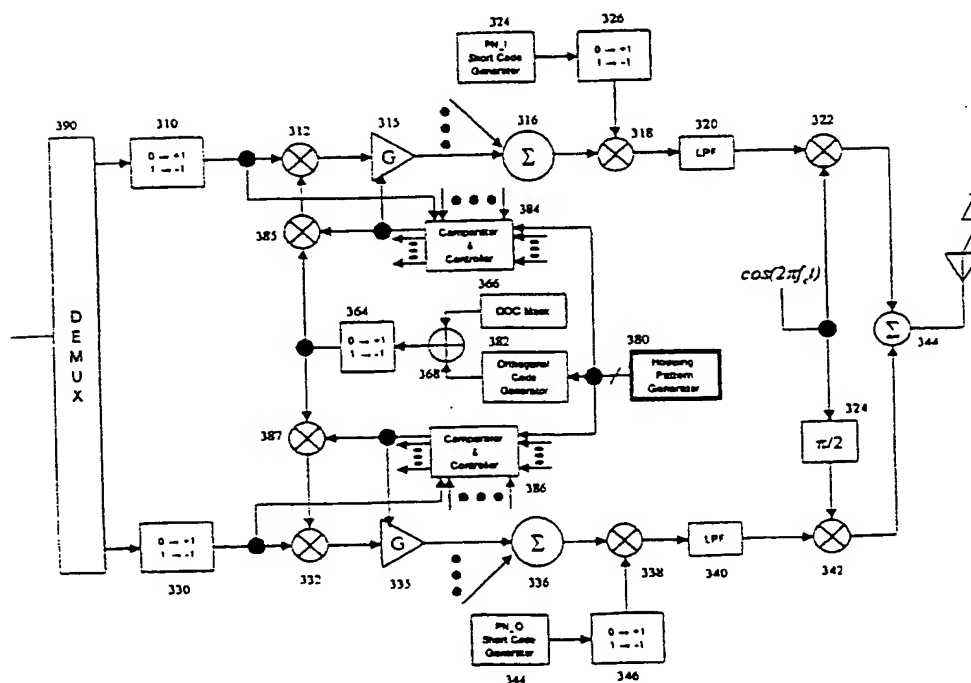 324
326
PN_I
Short Code
Generator
0 → +1
1 → -1
390
310
312
315
316
318
320
322
0 → +1
1 → -1
G
Σ
LPF
384
385
Comparator
&
Controller
366
cos(2πf_c t)
364
QOC Mask
D E M U X
0 → +1
1 → -1
382
380
Σ
344
368
Orthogonal
Code
Generator
Hopping
Pattern
Generator
324
387
Comparator
&
Controller
π/2
386
0 → +1
1 → -1
G
Σ
LPF
330
332
335
336
338
340
342
PN_Q
Short Code
Generator
0 → +1
1 → -1
344
346